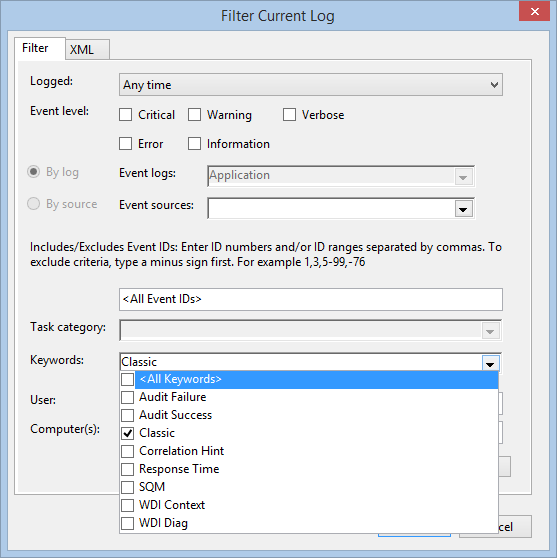 Filter Current Log
Filter XML
Logged: Any time
Event level: Critical Warning Verbose
Error Information
By log Event logs: Application
By source Event sources:
Includes/Excludes Event IDs: Enter ID numbers and/or ID ranges separated by commas. To
exclude criteria, type a minus sign first. For example 1,3,5-99,-76
<All Event IDs>
Task category:
Keywords: Classic
<All Keywords>
User: Audit Failure
Audit Success
Computer(s): Classic
Correlation Hint
Response Time
SQM
WDI Context
WDI Diag